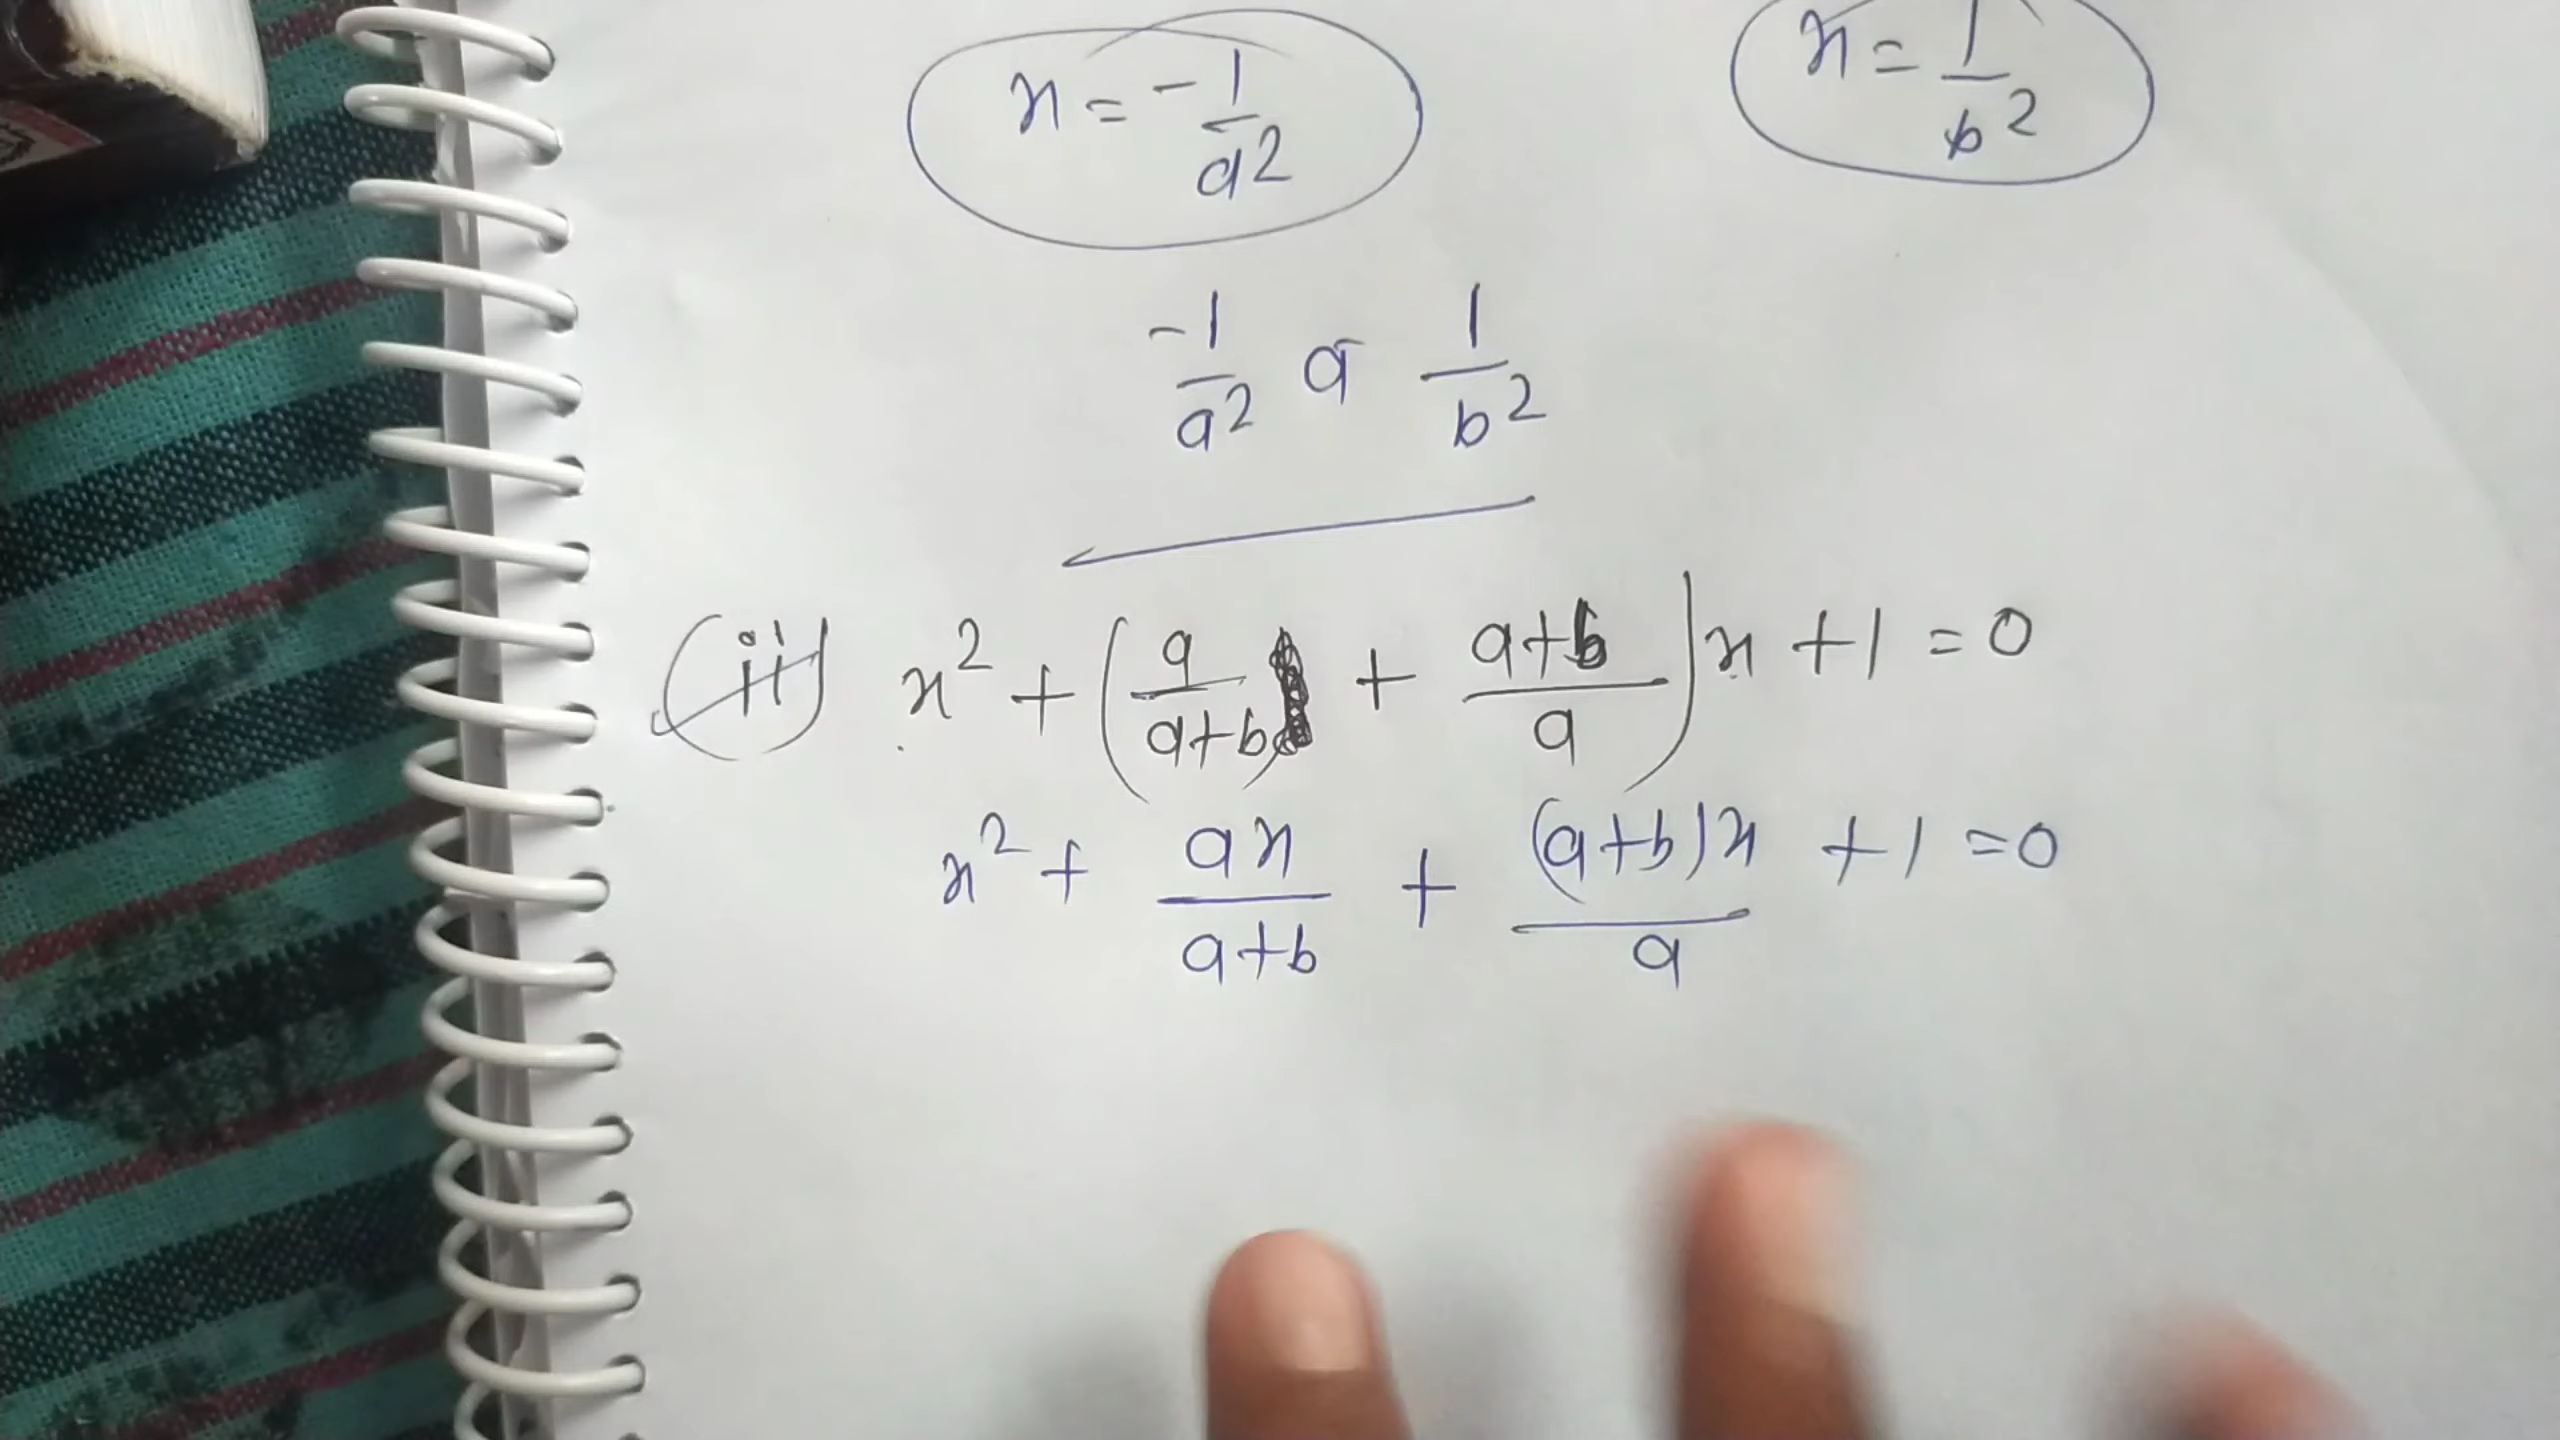 x = -1/a² x = 1/b²
-1/a² a 1/b²
(ii) x² + (a/(a+b) + (a+b)/a)x + 1 = 0
x² + ax/(a+b) + (a+b)x/a + 1 = 0